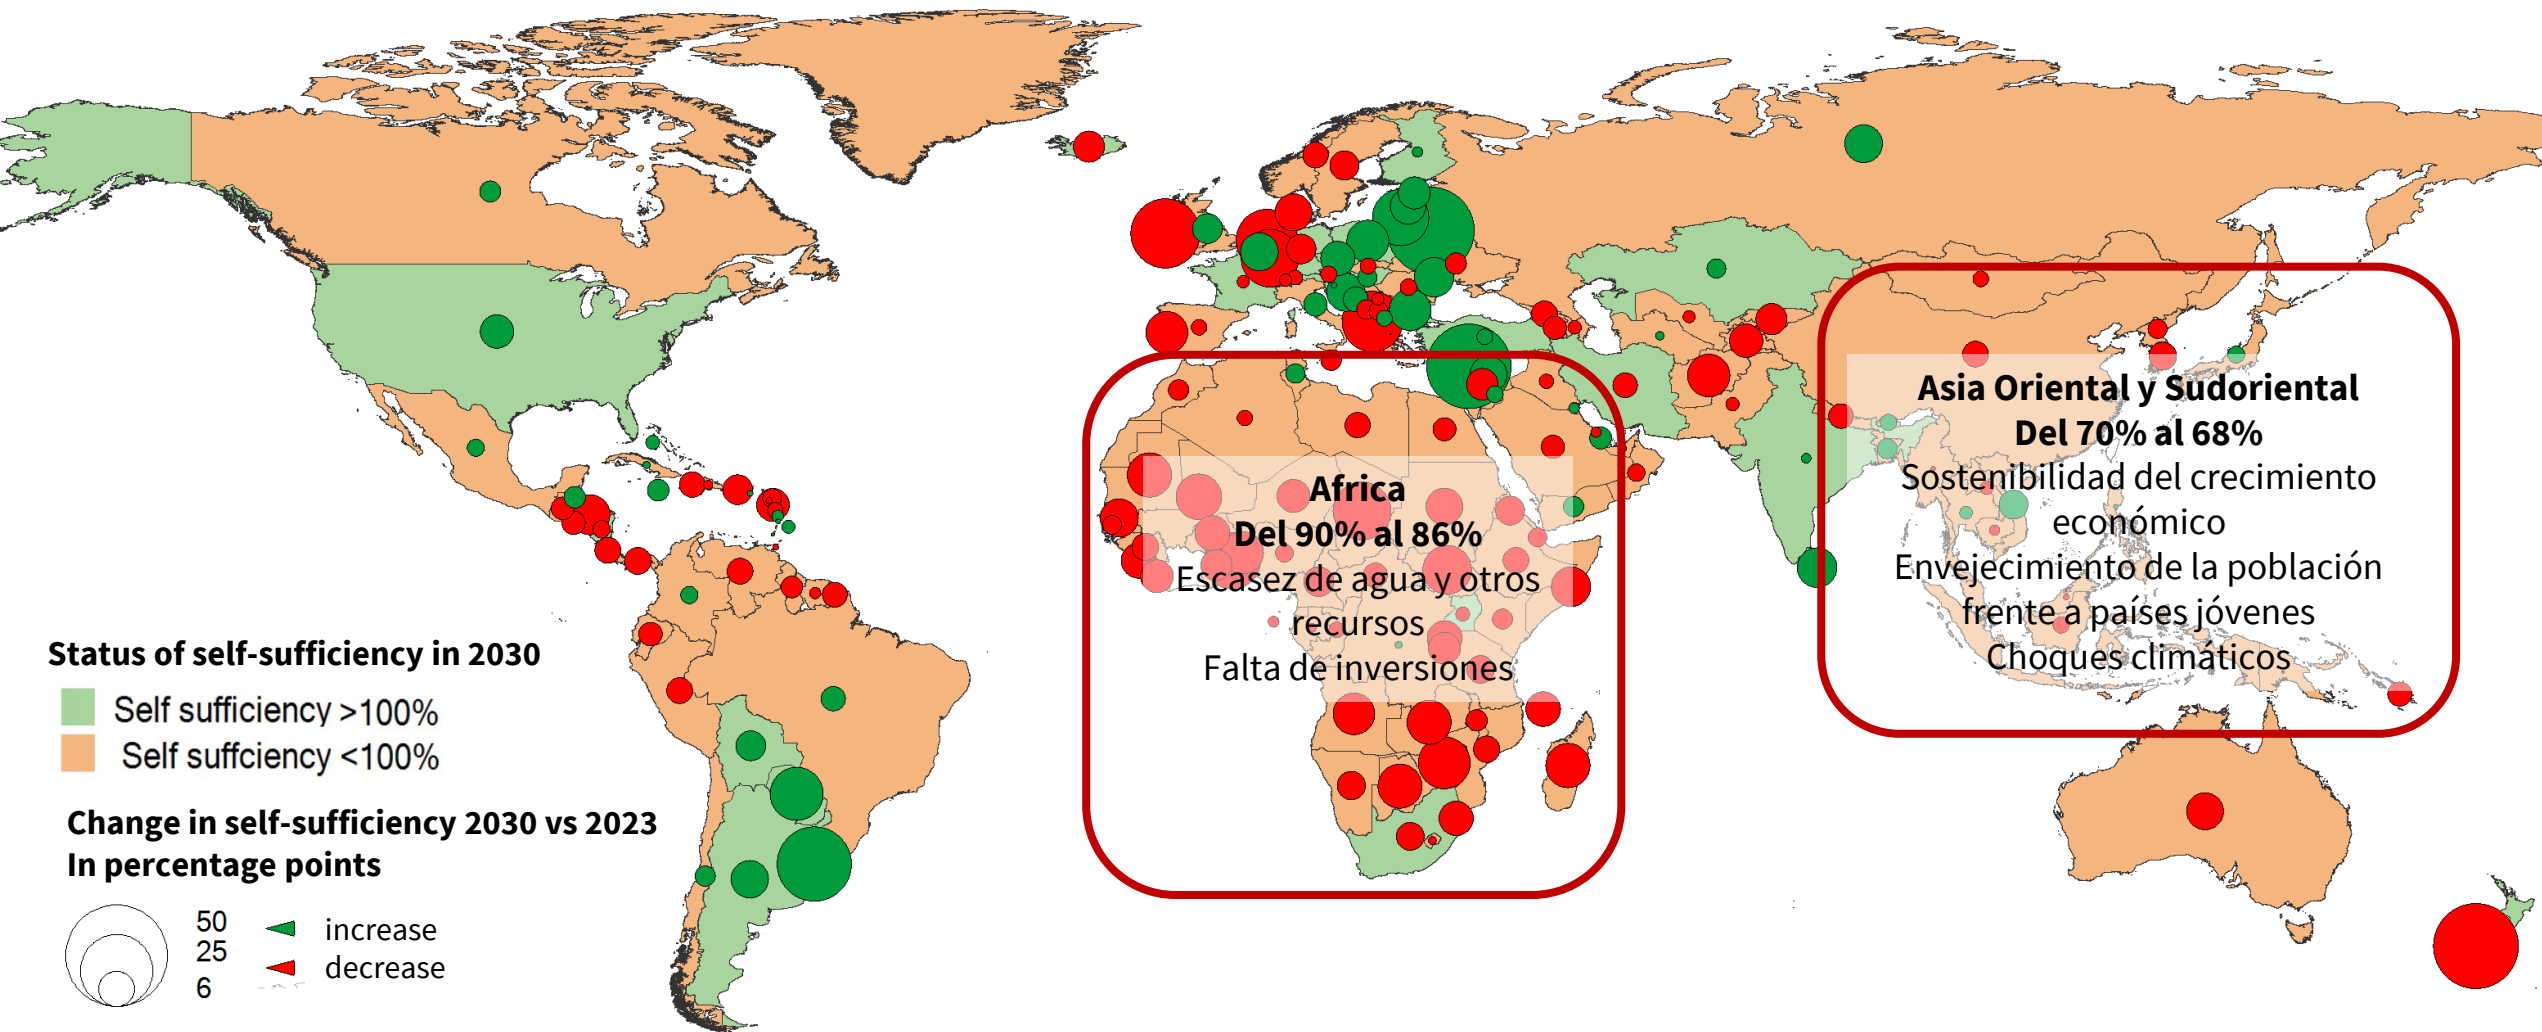 Asia Oriental y Sudoriental
Del 70% al 68%
Sostenibilidad del crecimiento
económico
Envejecimiento de la población
frente a países jóvenes
Choques climáticos
Africa
Del 90% al 86%
Escasez de agua y otros
recursos
Falta de inversiones
Status of self-sufficiency in 2030
Self sufficiency >100%
Self suffciency <100%
Change in self-sufficiency 2030 vs 2023
In percentage points
50
25
6
increase
decrease